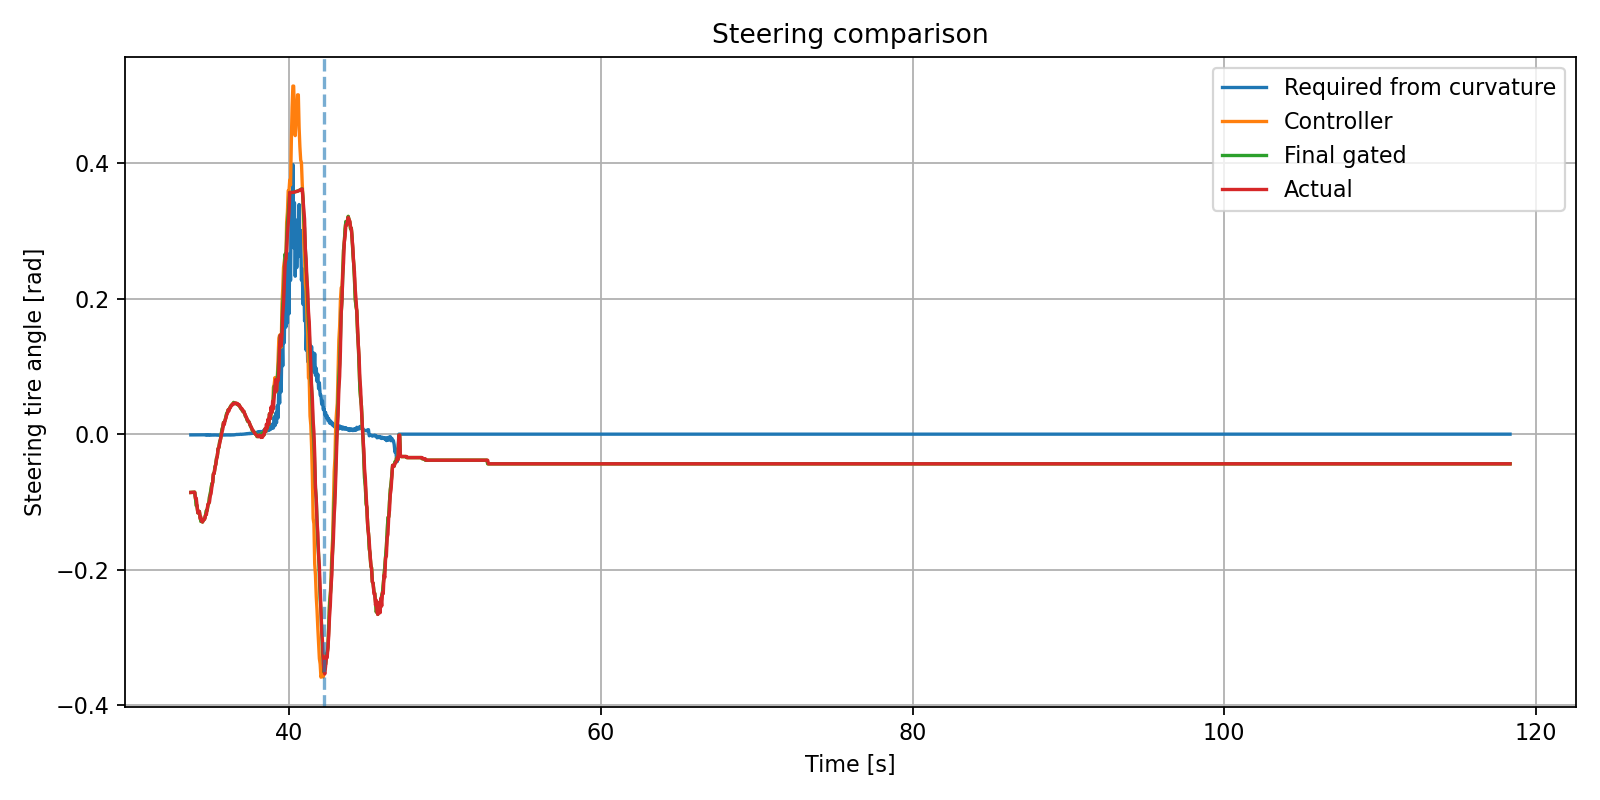 Steering comparison
Required from curvature
Controller
Final gated
Actual
Steering tire angle [rad]
0.4
0.2
0.0
−0.2
−0.4
40
60
80
100
120
Time [s]